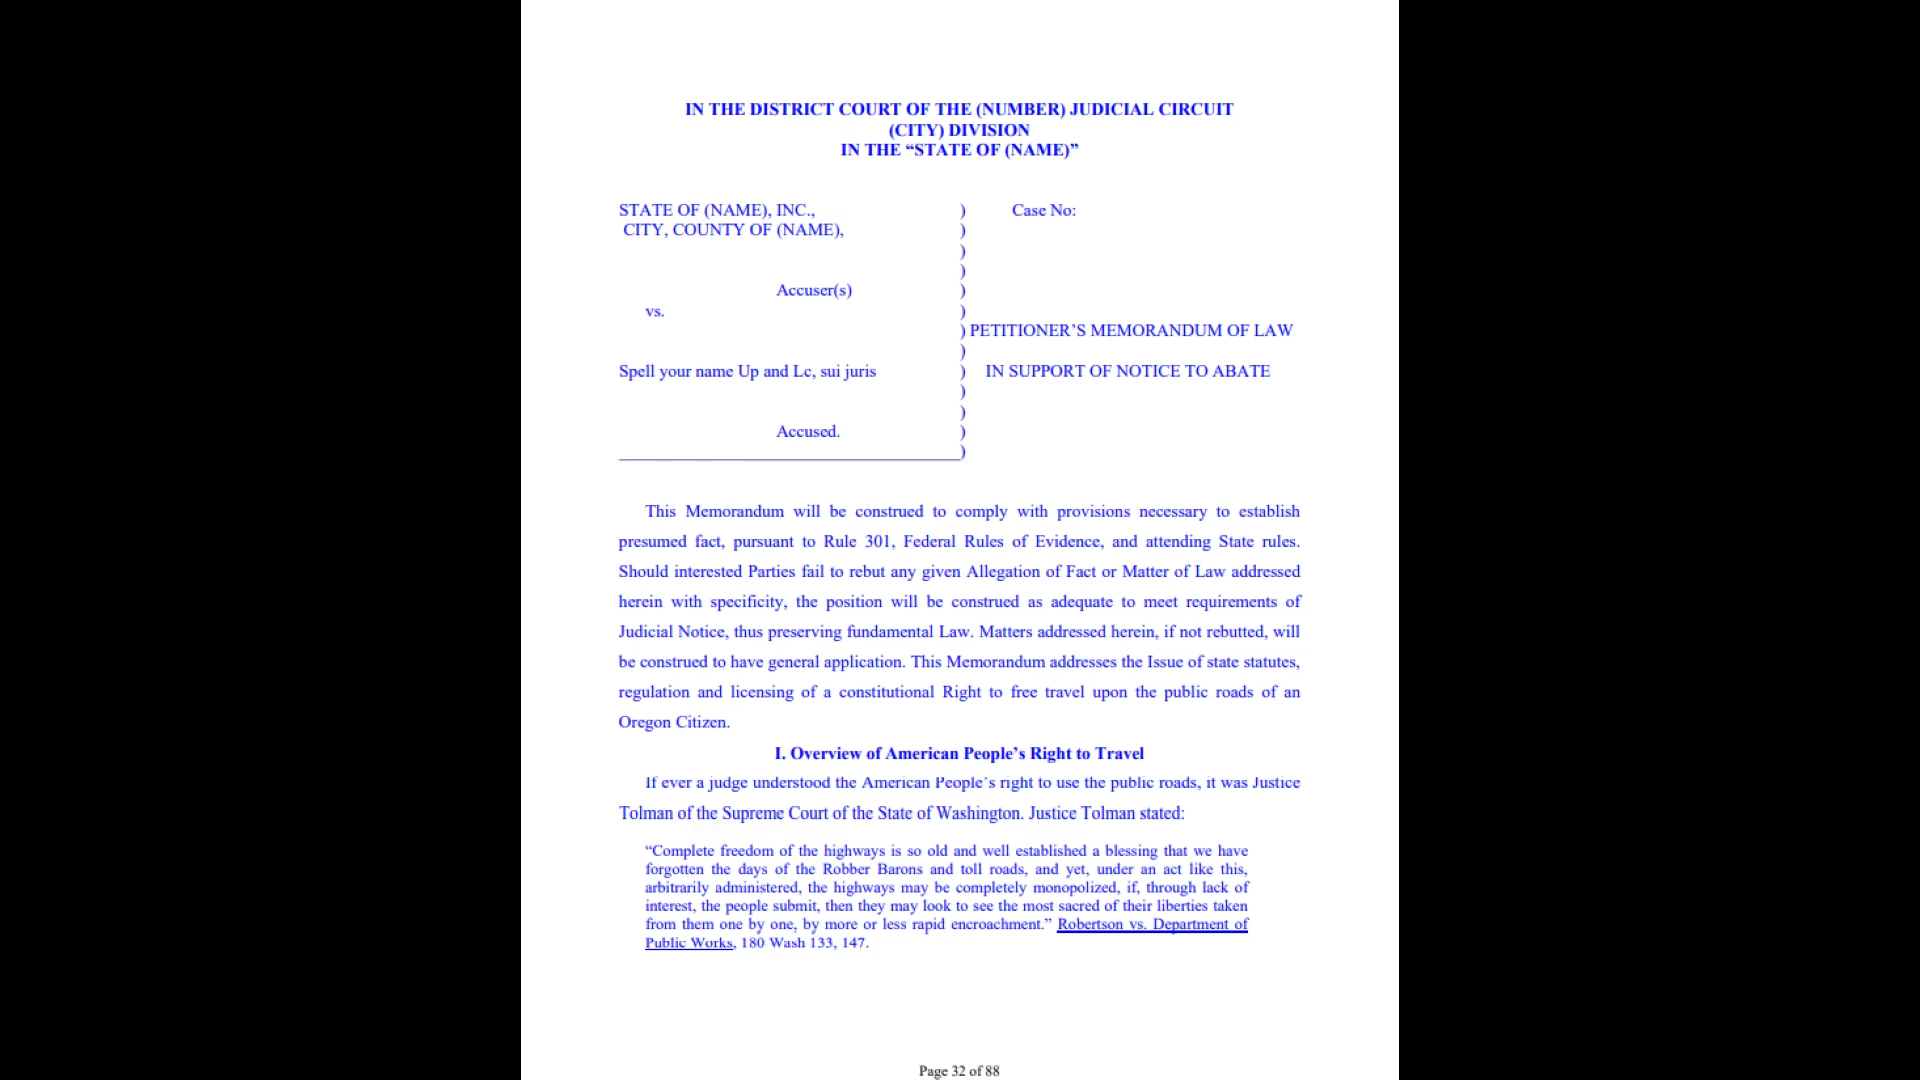 IN THE DISTRICT COURT OF THE (NUMBER) JUDICIAL CIRCUIT
(CITY) DIVISION
IN THE “STATE OF (NAME)”
STATE OF (NAME), INC., ) Case No:
CITY, COUNTY OF (NAME), )
)
)
Accuser(s) )
vs. )
) PETITIONER’S MEMORANDUM OF LAW
)
Spell your name Up and Lc, sui juris ) IN SUPPORT OF NOTICE TO ABATE
)
)
Accused. )
)
This Memorandum will be construed to comply with provisions necessary to establish
presumed fact, pursuant to Rule 301, Federal Rules of Evidence, and attending State rules.
Should interested Parties fail to rebut any given Allegation of Fact or Matter of Law addressed
herein with specificity, the position will be construed as adequate to meet requirements of
Judicial Notice, thus preserving fundamental Law. Matters addressed herein, if not rebutted, will
be construed to have general application. This Memorandum addresses the Issue of state statutes,
regulation and licensing of a constitutional Right to free travel upon the public roads of an
Oregon Citizen.
I. Overview of American People’s Right to Travel
If ever a judge understood the American People’s right to use the public roads, it was Justice
Tolman of the Supreme Court of the State of Washington. Justice Tolman stated:
“Complete freedom of the highways is so old and well established a blessing that we have
forgotten the days of the Robber Barons and toll roads, and yet, under an act like this,
arbitrarily administered, the highways may be completely monopolized, if, through lack of
interest, the people submit, then they may look to see the most sacred of their liberties taken
from them one by one, by more or less rapid encroachment.” Robertson vs. Department of
Public Works, 180 Wash 133, 147.
Page 32 of 88